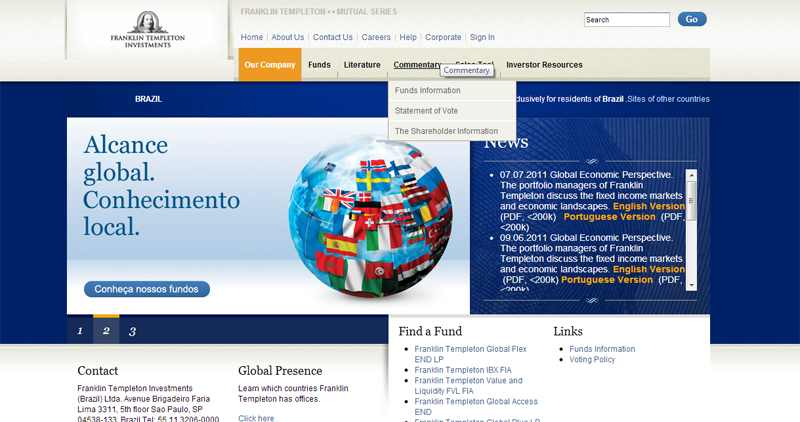 FRANKLIN TEMPLETON
INVESTMENTS
FRANKLIN TEMPLETON • • MUTUAL SERIES
Search
Go
Home | About Us | Contact Us | Careers | Help | Corporate | Sign In
Our Company
Funds
Literature
Commentary
Sales Tool
Inverstor Resources
Commentary
Funds Information
Statement of Vote
The Shareholder Information
BRAZIL
clusively for residents of Brazil .Sites of other countries
Alcance
global.
Conhecimento
local.
Conheça nossos fundos
News
07.07.2011 Global Economic Perspective.
The portfolio managers of Franklin
Templeton discuss the fixed income markets
and economic landscapes. English Version
(PDF, <200k) Portuguese Version (PDF,
<200k)
09.06.2011 Global Economic Perspective.
The portfolio managers of Franklin
Templeton discuss the fixed income markets
and economic landscapes. English Version
(PDF, <200k) Portuguese Version (PDF,
<200k)
1 2 3
Contact
Franklin Templeton Investments
(Brazil) Ltda. Avenue Brigadeiro Faria
Lima 3311, 5th floor Sao Paulo, SP
04538-133, Brazil Tel: 55 11 3206-0000
Global Presence
Learn which countries Franklin
Templeton has offices.
Click here
Find a Fund
Franklin Templeton Global Flex
END LP
Franklin Templeton IBX FIA
Franklin Templeton Value and
Liquidity FVL FIA
Franklin Templeton Global Access
END
Franklin Templeton Global Plus LP
Links
Funds Information
Voting Policy